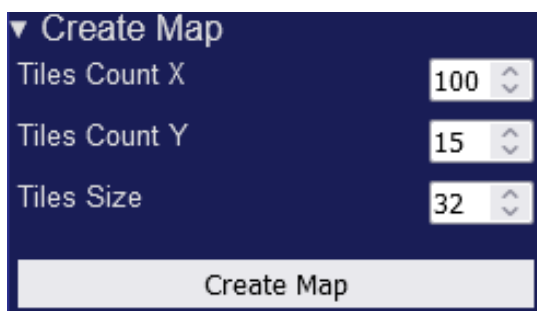 ▼ Create Map
Tiles Count X 100
Tiles Count Y 15
Tiles Size 32
Create Map